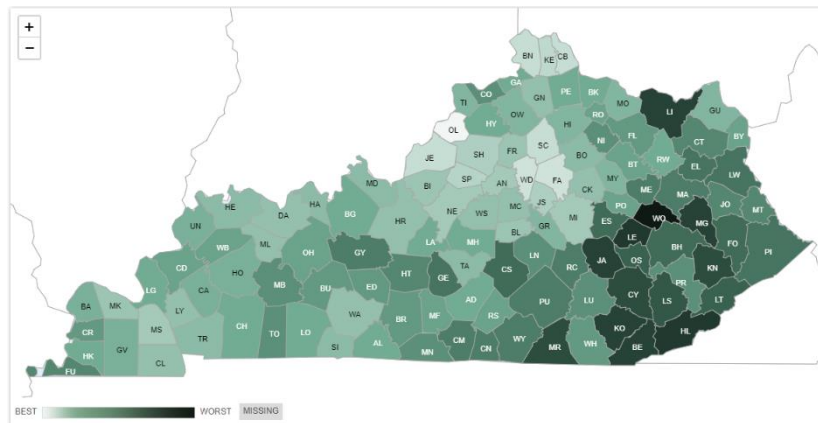 +
−
BN KE CB
CO GA
TI GN PE BK
HY OW RO MO LI GU
OL HI FL
JE SH FR SC NI CT BY
BO BT RW EL LW
BI SP AN WD FA
MD MY ME MA
HE HA CK PO JO MT
DA BG HR NE WS MC JS MI ES WO MG
UN BL GR LE
WB ML LA MH BH FO PI
OH GY TA LN JA OS
CD HO HT GE CS RC KN
LG MB PR
CA BU ED CY LS LT
BA MK AD PU LU
LY WA
CR MS CH TO LO BR MF RS KO HL
TR CM WY
HK GV SI AL MN CN MR WH BE
FU CL
BEST WORST MISSING